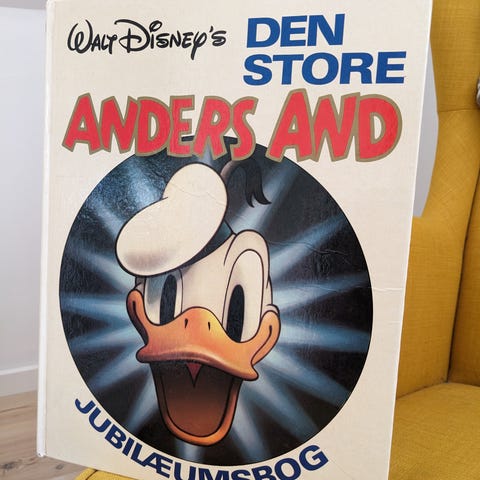 WALT DISNEY'S
DEN
STORE
ANDERS AND
JUBILÆUMSBOG